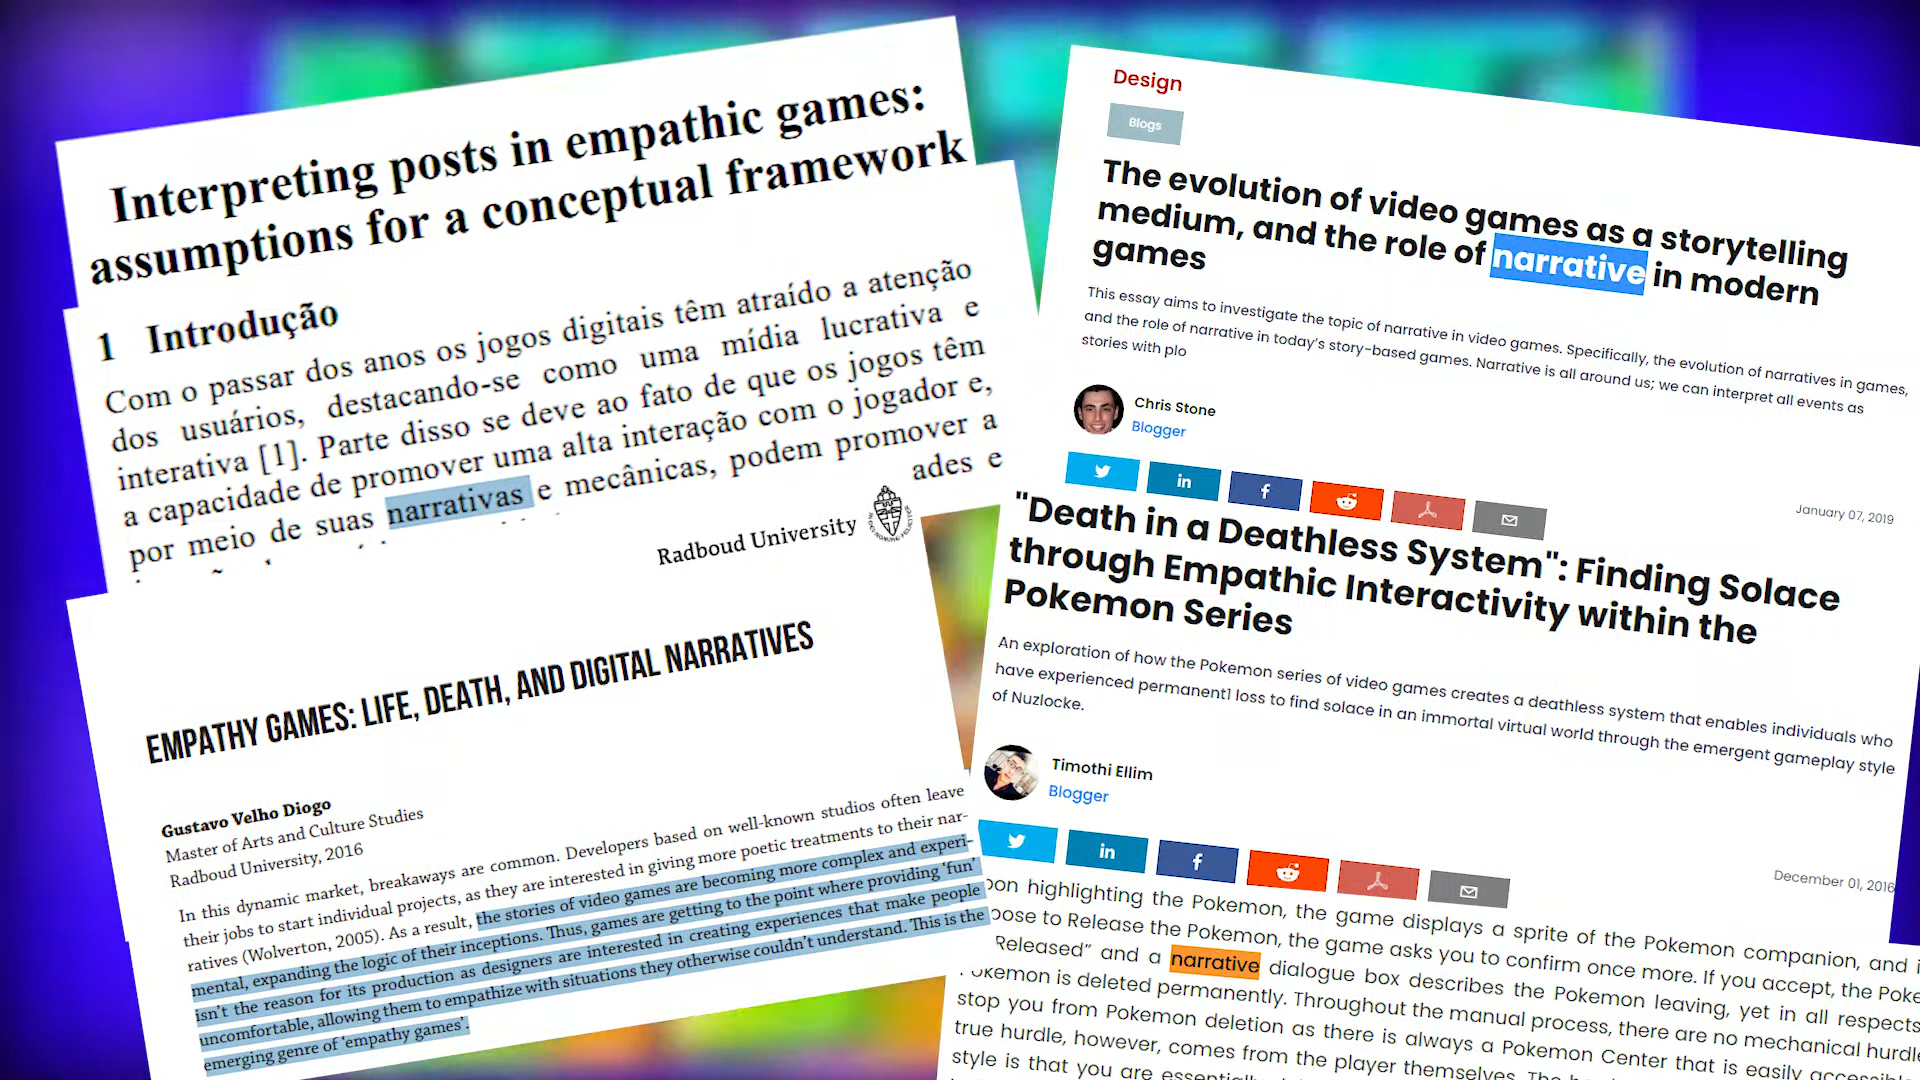 Interpreting posts in empathic games:
assumptions for a conceptual framework
1 Introdução
Com o passar dos anos os jogos digitais têm atraído a atenção
dos usuários, destacando-se como uma mídia lucrativa e
interativa [1]. Parte disso se deve ao fato de que os jogos têm
a capacidade de promover uma alta interação com o jogador e,
por meio de suas narrativas e mecânicas, podem promover a
ades e
Radboud University
EMPATHY GAMES: LIFE, DEATH, AND DIGITAL NARRATIVES
Gustavo Velho Diogo
Master of Arts and Culture Studies
Radboud University, 2016
In this dynamic market, breakaways are common. Developers based on well-known studios often leave
their jobs to start individual projects, as they are interested in giving more poetic treatments to their nar-
ratives (Wolverton, 2005). As a result, the stories of video games are becoming more complex and experi-
mental, expanding the logic of their inceptions. Thus, games are getting to the point where providing 'fun'
isn't the reason for its production as designers are interested in creating experiences that make people
uncomfortable, allowing them to empathize with situations they otherwise couldn't understand. This is the
emerging genre of 'empathy games'.
Design
Blogs
The evolution of video games as a storytelling
medium, and the role of narrative in modern
games
This essay aims to investigate the topic of narrative in video games. Specifically, the evolution of narratives in games,
and the role of narrative in today's story-based games. Narrative is all around us; we can interpret all events as
stories with plo
Chris Stone
Blogger
January 07, 2019
"Death in a Deathless System": Finding Solace
through Empathic Interactivity within the
Pokemon Series
An exploration of how the Pokemon series of video games creates a deathless system that enables individuals who
have experienced permanent1 loss to find solace in an immortal virtual world through the emergent gameplay style
of Nuzlocke.
Timothi Ellim
Blogger
December 01, 2016
highlighting the Pokemon, the game displays a sprite of the Pokemon companion, and
to Release the Pokemon, the game asks you to confirm once more. If you accept, the Poke
Released" and a narrative dialogue box describes the Pokemon leaving, yet in all respects
is deleted permanently. Throughout the manual process, there are no mechanical hurdle
stop you from Pokemon deletion as there is always a Pokemon Center that is easily accessible
true hurdle, however, comes from the player themselves. The
style is that you are essentially